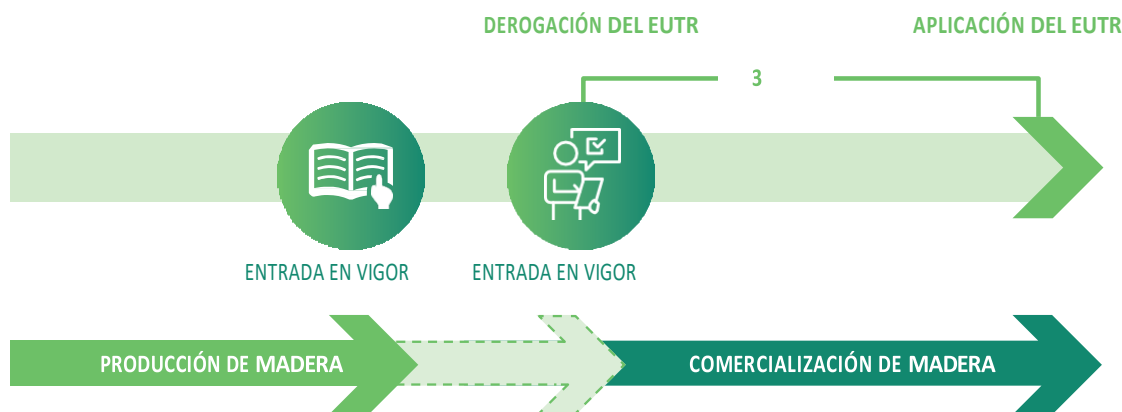 DEROGACIÓN DEL EUTR
APLICACIÓN DEL EUTR
3
ENTRADA EN VIGOR
ENTRADA EN VIGOR
PRODUCCIÓN DE MADERA
COMERCIALIZACIÓN DE MADERA